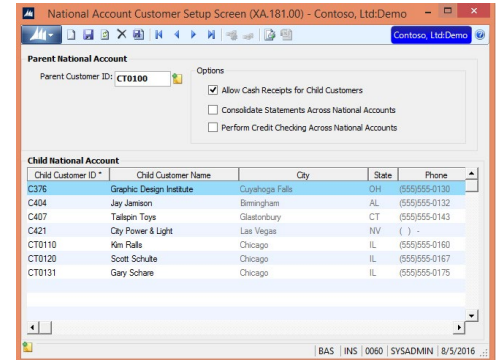 National Account Customer Setup Screen (XA.181.00) - Contoso, Ltd:Demo
Contoso, Ltd:Demo
Parent National Account
Parent Customer ID: CT0100
Options
Allow Cash Receipts for Child Customers
Consolidate Statements Across National Accounts
Perform Credit Checking Across National Accounts
Child National Account
Child Customer ID * Child Customer Name City State Phone
C376 Graphic Design Institute Cuyahoga Falls OH (555)555-0130
C404 Jay Jamison Birmingham AL (555)555-0132
C407 Tailspin Toys Glastonbury CT (555)555-0143
C421 City Power & Light Las Vegas NV ( ) -
CT0110 Kim Ralls Chicago IL (555)555-0160
CT0120 Scott Schulte Chicago IL (555)555-0167
CT0131 Gary Schare Chicago IL (555)555-0175
BAS INS 0060 SYSADMIN 8/5/2016